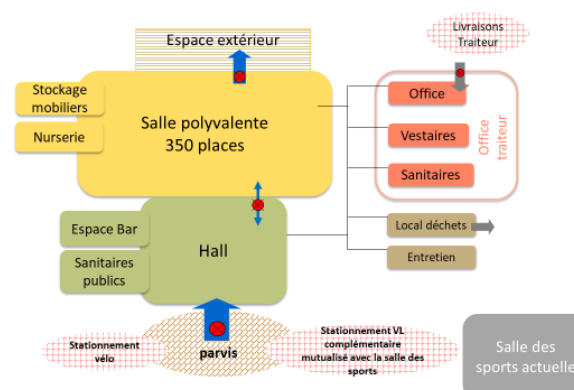 Espace extérieur
Livraisons
Traiteur
Stockage
mobiliers
Nurserie
Salle polyvalente
350 places
Office
Vestiaires
Sanitaires
Office
traiteur
Espace Bar
Sanitaires
publics
Hall
Local déchets
Entretien
Stationnement
vélo
parvis
Stationnement VL
complémentaire
mutualisé avec la salle des
sports
Salle des
sports actuelle